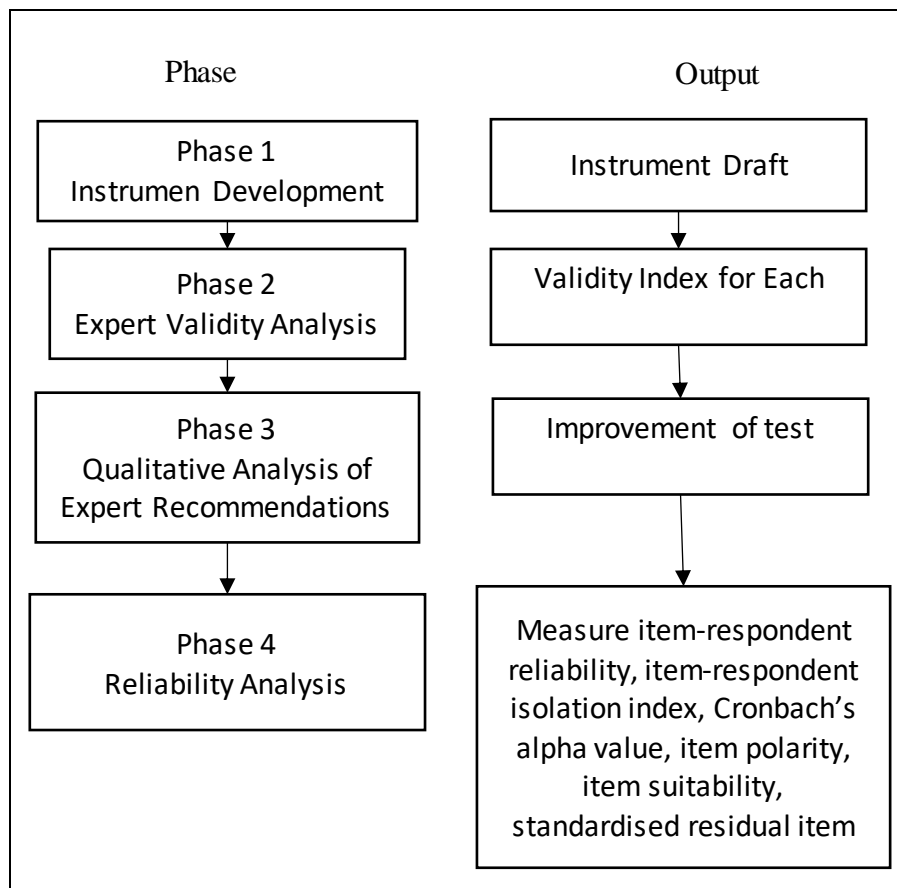 Phase
Output
Phase 1
Instrumen Development
Instrument Draft
Phase 2
Expert Validity Analysis
Validity Index for Each
Phase 3
Qualitative Analysis of
Expert Recommendations
Improvement of test
Phase 4
Reliability Analysis
Measure item-respondent
reliability, item-respondent
isolation index, Cronbach’s
alpha value, item polarity,
item suitability,
standardised residual item